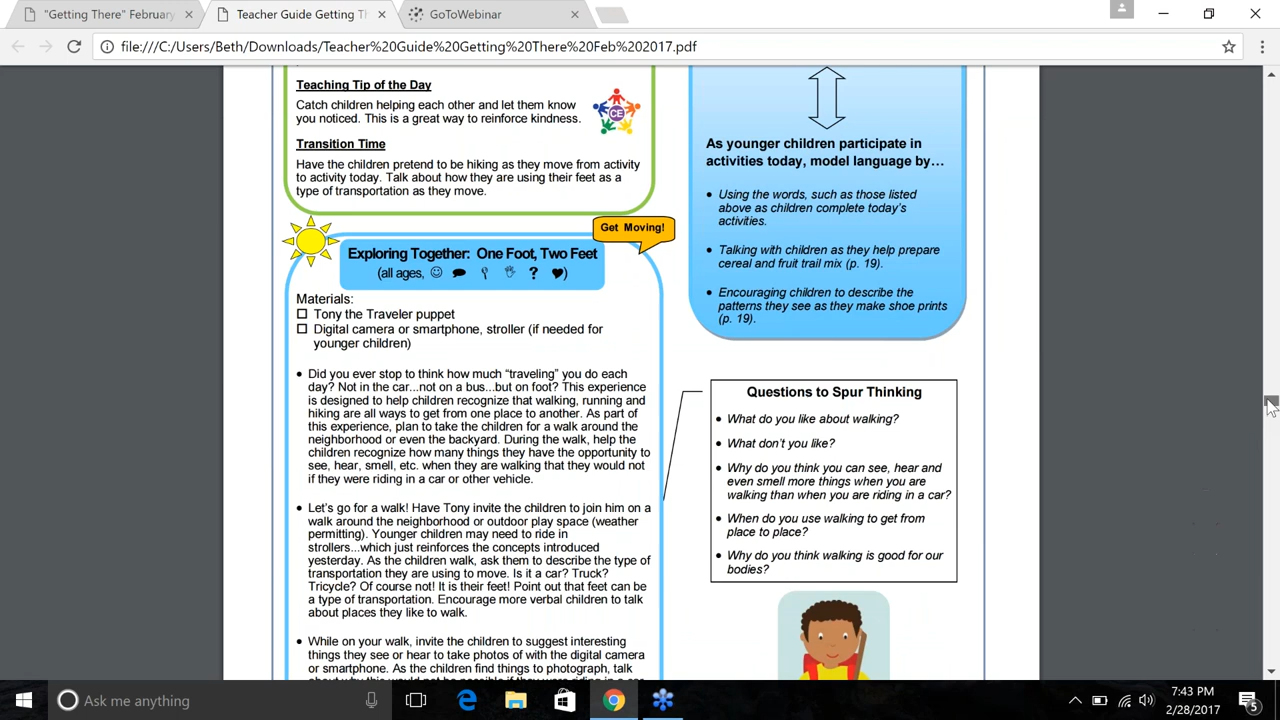 "Getting There" February
Teacher Guide Getting Th
GoToWebinar
file:///C:/Users/Beth/Downloads/Teacher%20Guide%20Getting%20There%20Feb%202017.pdf
Teaching Tip of the Day
Catch children helping each other and let them know
you noticed. This is a great way to reinforce kindness.
CE
Transition Time
Have the children pretend to be hiking as they move from activity
to activity today. Talk about how they are using their feet as a
type of transportation as they move.
Get Moving!
Exploring Together: One Foot, Two Feet
(all ages, ☺ 💬 ? ♥)
Materials:
☐ Tony the Traveler puppet
☐ Digital camera or smartphone, stroller (if needed for
younger children)
• Did you ever stop to think how much “traveling” you do each
day? Not in the car...not on a bus...but on foot? This experience
is designed to help children recognize that walking, running and
hiking are all ways to get from one place to another. As part of
this experience, plan to take the children for a walk around the
neighborhood or even the backyard. During the walk, help the
children recognize how many things they have the opportunity to
see, hear, smell, etc. when they are walking that they would not
if they were riding in a car or other vehicle.
• Let’s go for a walk! Have Tony invite the children to join him on a
walk around the neighborhood or outdoor play space (weather
permitting). Younger children may need to ride in
strollers...which just reinforces the concepts introduced
yesterday. As the children walk, ask them to describe the type of
transportation they are using to move. Is it a car? Truck?
Tricycle? Of course not! It is their feet! Point out that feet can be
a type of transportation. Encourage more verbal children to talk
about places they like to walk.
• While on your walk, invite the children to suggest interesting
things they see or hear to take photos of with the digital camera
or smartphone. As the children find things to photograph, talk
As younger children participate in
activities today, model language by…
• Using the words, such as those listed
above as children complete today’s
activities.
• Talking with children as they help prepare
cereal and fruit trail mix (p. 19).
• Encouraging children to describe the
patterns they see as they make shoe prints
(p. 19).
Questions to Spur Thinking
• What do you like about walking?
• What don’t you like?
• Why do you think you can see, hear and
even smell more things when you are
walking than when you are riding in a car?
• When do you use walking to get from
place to place?
• Why do you think walking is good for our
bodies?
Ask me anything
7:43 PM
2/28/2017
5